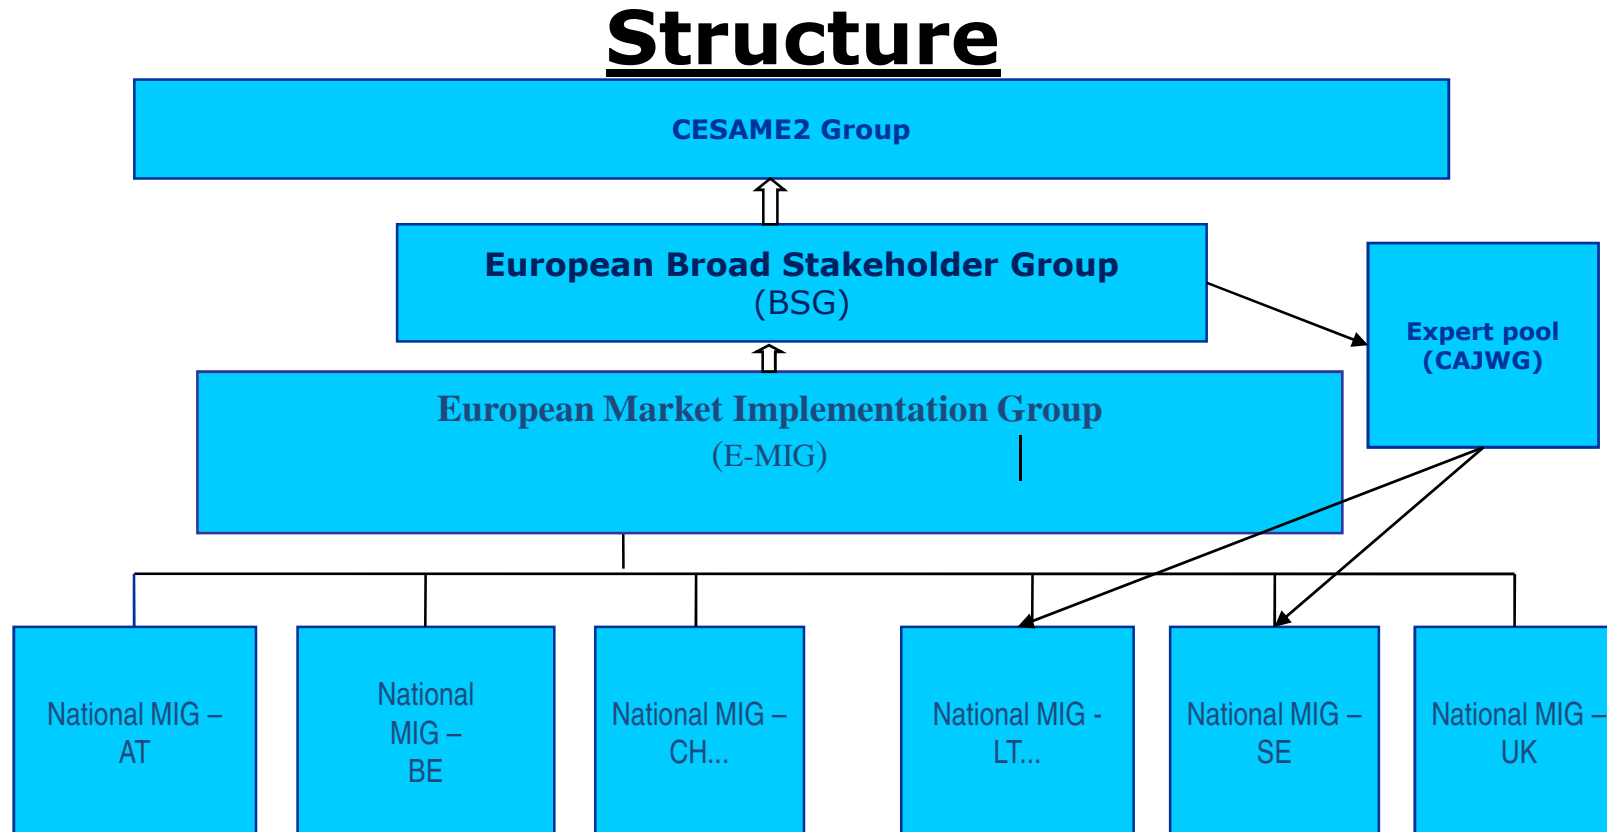 Structure
CESAME2 Group
European Broad Stakeholder Group
(BSG)
Expert pool
(CAJWG)
European Market Implementation Group
(E-MIG)
National MIG –
AT
National
MIG –
BE
National MIG –
CH...
National MIG -
LT...
National MIG –
SE
National MIG –
UK